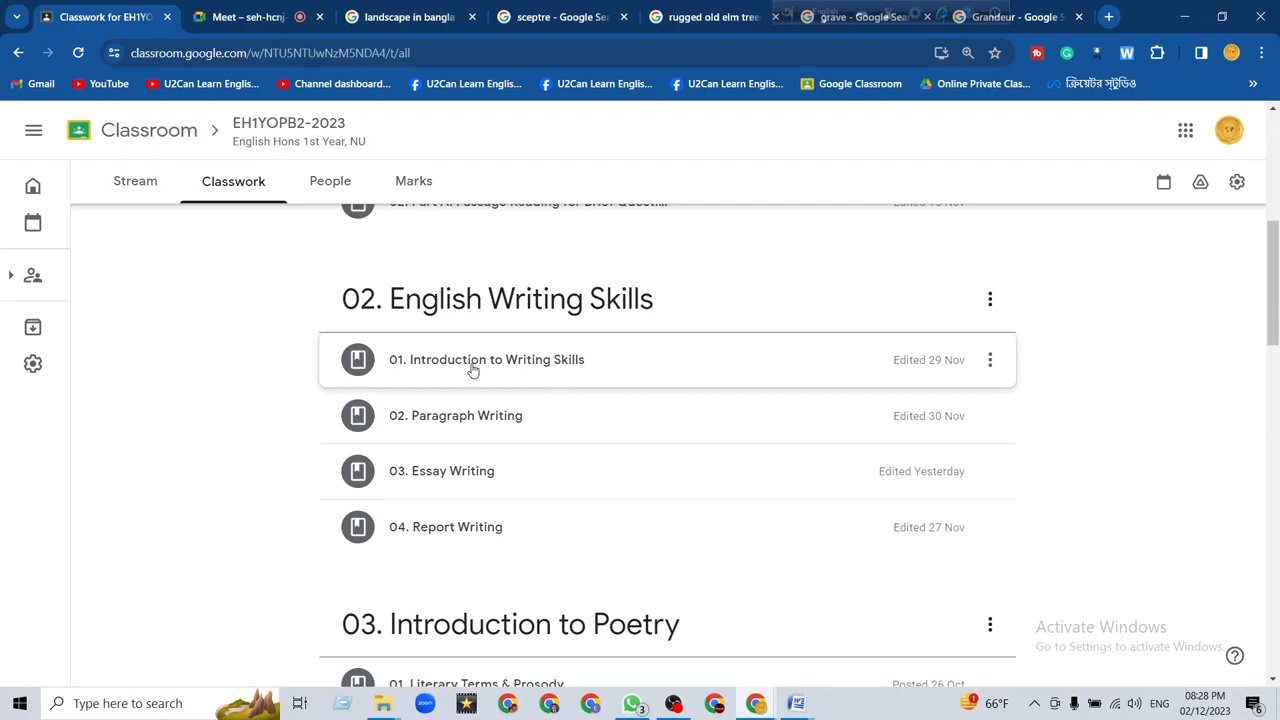 EH1YOPB2-2023
Meet – seh-
landscape in
sceptre - Google Sea
rugged old elm tree
grave - Google Sea
Grandeur - Google
classroom.google.com/w/NTU5NTUwNzM5NDA4/t/all
Gmail
YouTube
U2Can Learn Englis...
Channel dashboard...
U2Can Learn Englis...
U2Can Learn Englis...
U2Can Learn Englis...
Google Classroom
Online Private Clas...
ক্রিয়েটর স্টুডিও
Classroom
EH1YOPB2-2023
English Hons 1st Year, NU
Stream
Classwork
People
Marks
02. English Writing Skills
01. Introduction to Writing Skills
Edited 29 Nov
02. Paragraph Writing
Edited 30 Nov
03. Essay Writing
Edited Yesterday
04. Report Writing
Edited 27 Nov
03. Introduction to Poetry
01. Literary Terms & Prosody
Posted 26 Oct
Activate Windows
Go to Settings to activate Windows.
Type here to search
3
1
66°F
ENG
08:28 PM
02/12/2023
6